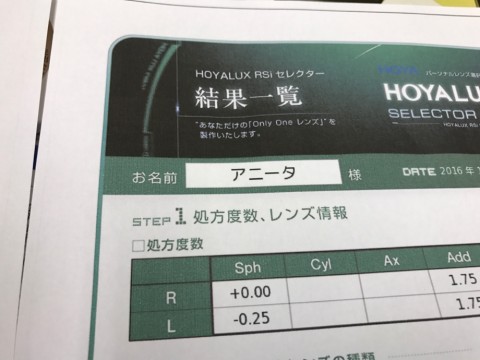 HOYALUX RSi セレクター
結果一覧
"あなただけの「Only One レンズ」"を
製作いたします。
HOYALU
SELECTOR
HOYALUX RSI
お名前 アニータ 様
DATE 2016 年
STEP 1 処方度数、レンズ情報
□処方度数
Sph Cyl Ax Add
R +0.00 1.75
L -0.25 1.75